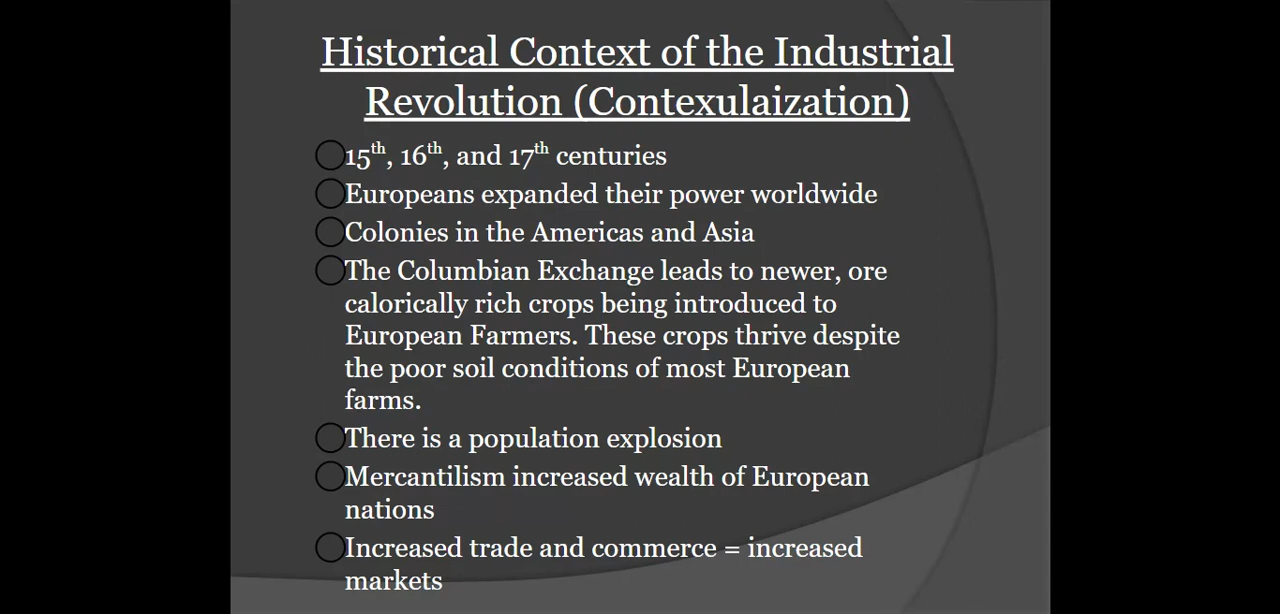 Historical Context of the Industrial
Revolution (Contexulaization)
15th, 16th, and 17th centuries
Europeans expanded their power worldwide
Colonies in the Americas and Asia
The Columbian Exchange leads to newer, ore
calorically rich crops being introduced to
European Farmers. These crops thrive despite
the poor soil conditions of most European
farms.
There is a population explosion
Mercantilism increased wealth of European
nations
Increased trade and commerce = increased
markets